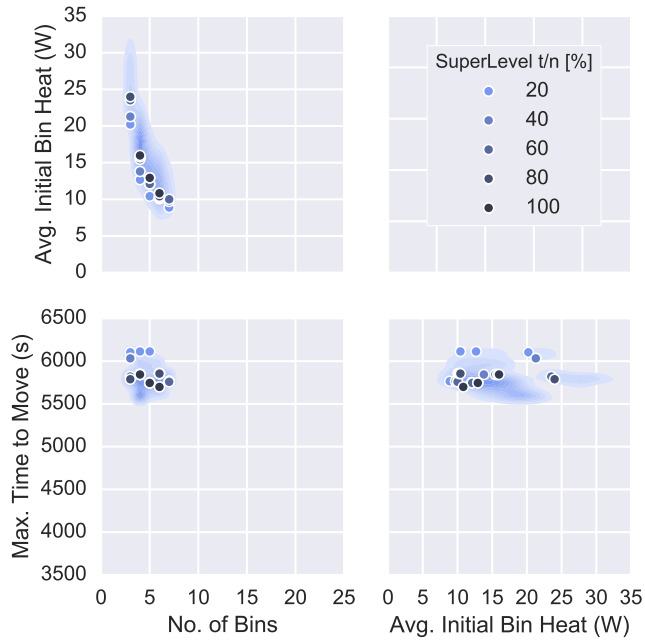 35
30
25
20
15
10
5
0
Avg. Initial Bin Heat (W)
SuperLevel t/n [%]
20
40
60
80
100
6500
6000
5500
5000
4500
4000
3500
Max. Time to Move (s)
0 5 10 15 20 25
No. of Bins
0 5 10 15 20 25 30 35
Avg. Initial Bin Heat (W)